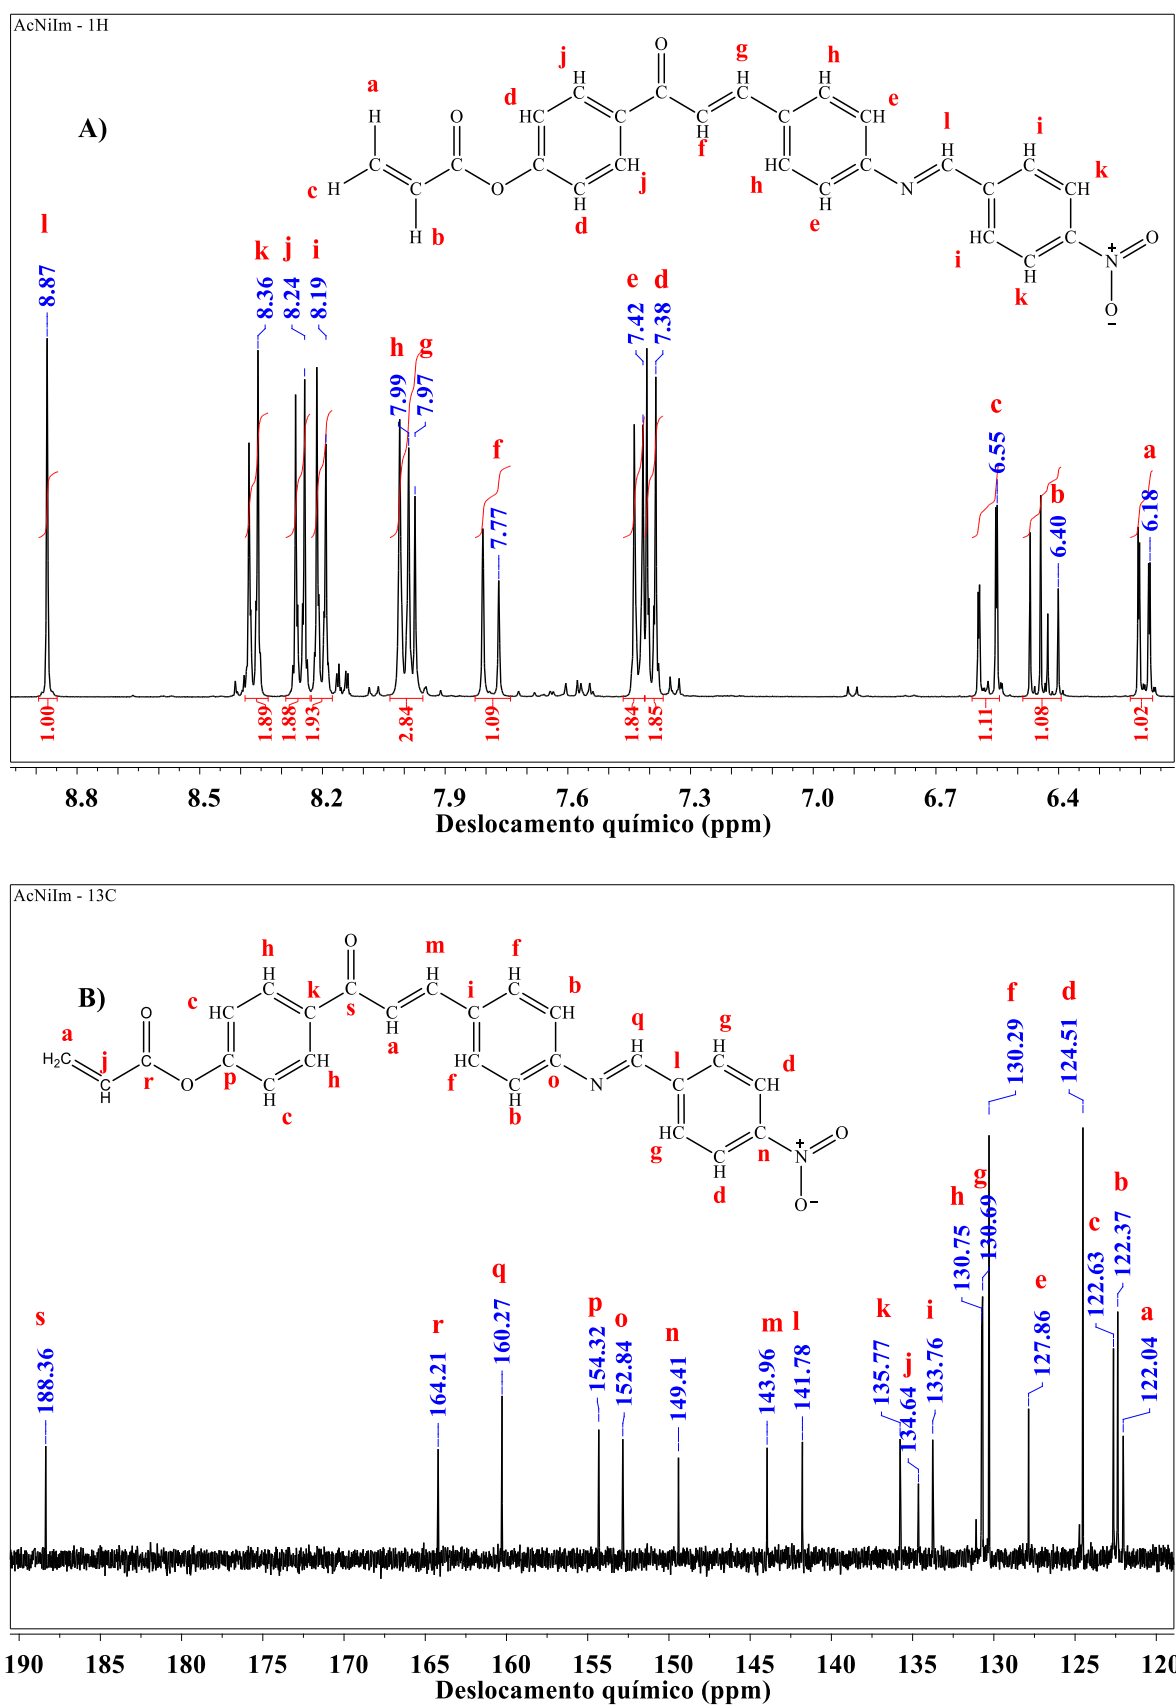 AcNiIm - 1H
A)
a
c
b
O
O
d
j
j
d
O
f
g
h
h
e
e
N
l
i
i
k
k
N
+
O
O
−
l
8.87
k
8.36
j
8.24
i
8.19
h
7.99
g
7.97
f
7.77
e
7.42
d
7.38
c
6.55
b
6.40
a
6.18
1.00
1.89
1.88
1.95
2.84
1.09
1.84
1.85
1.11
1.08
1.02
8.8 8.5 8.2 7.9 7.6 7.3 7.0 6.7 6.4
Deslocamento químico (ppm)
AcNiIm - 13C
B)
a
H₂C
j
CH
r
O
O
p
c
c
h
h
k
O
s
a
m
i
f
f
b
b
o
N
q
l
g
g
d
d
n
N
+
O
O
−
s
188.36
r
164.21
q
160.27
p
154.32
o
152.84
n
149.41
m
143.96
l
141.78
k
135.77
j
134.64
i
133.76
h
130.75
g
130.69
f
130.29
e
127.86
d
124.51
c
122.63
b
122.37
a
122.04
190 185 180 175 170 165 160 155 150 145 140 135 130 125 120
Deslocamento químico (ppm)